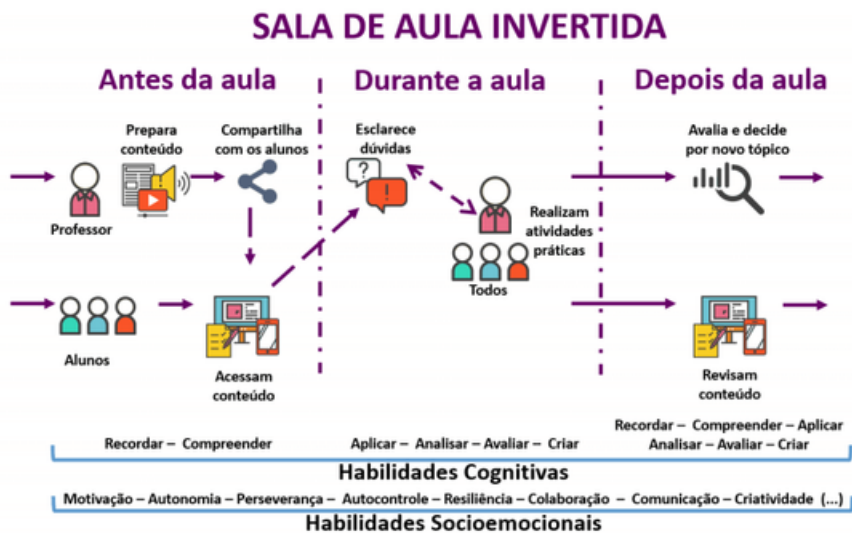 SALA DE AULA INVERTIDA
Antes da aula
Durante a aula
Depois da aula
Prepara
conteúdo
Compartilha
com os alunos
Esclarece
dúvidas
Avalia e decide
por novo tópico
?
!
Professor
Realizam
atividades
práticas
Todos
Alunos
Acessam
conteúdo
Revisam
conteúdo
Recordar – Compreender
Aplicar – Analisar – Avaliar – Criar
Recordar – Compreender – Aplicar
Analisar – Avaliar – Criar
Habilidades Cognitivas
Motivação – Autonomia – Perseverança – Autocontrole – Resiliência – Colaboração – Comunicação – Criatividade (...)
Habilidades Socioemocionais